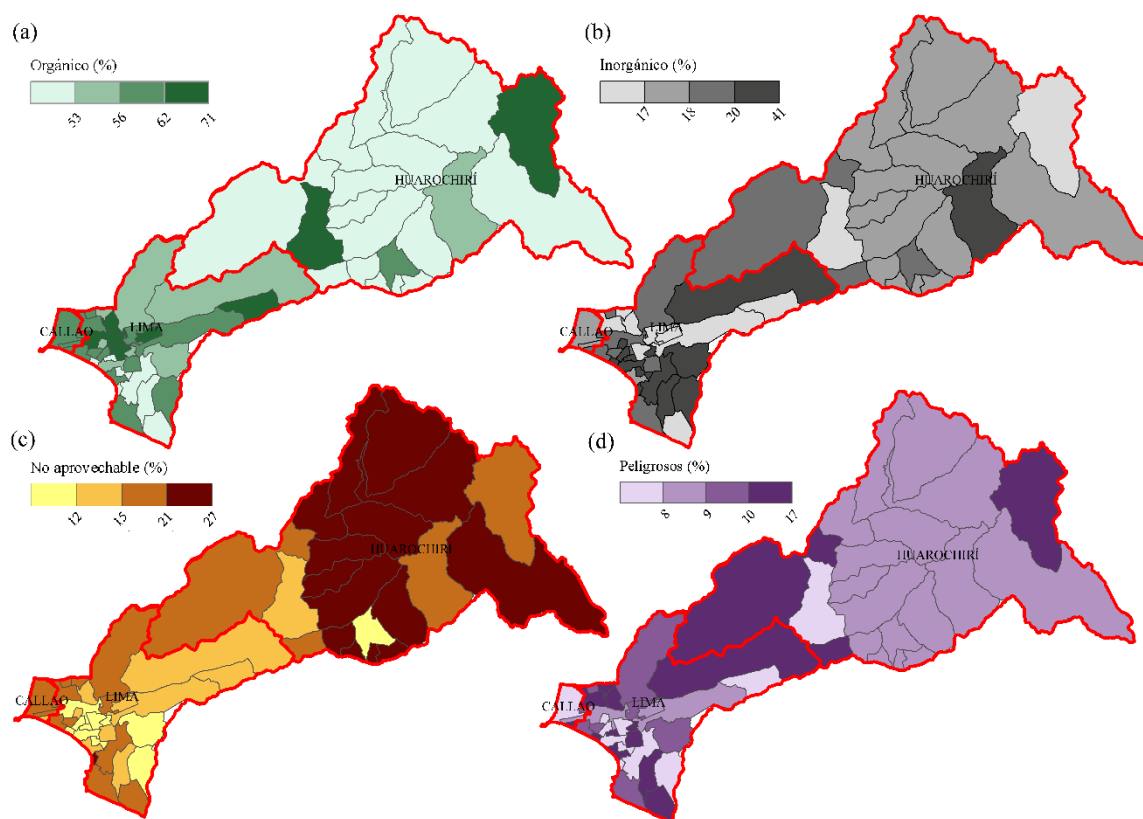 (a)
Orgánico (%)
53 56 62 71
HUAROCHIRÍ
LIMA
CALLAO
(b)
Inorgánico (%)
17 18 20 41
HUAROCHIRÍ
LIMA
CALLAO
(c)
No aprovechable (%)
12 15 21 27
HUAROCHIRÍ
LIMA
CALLAO
(d)
Peligrosos (%)
8 9 10 17
HUAROCHIRÍ
LIMA
CALLAO